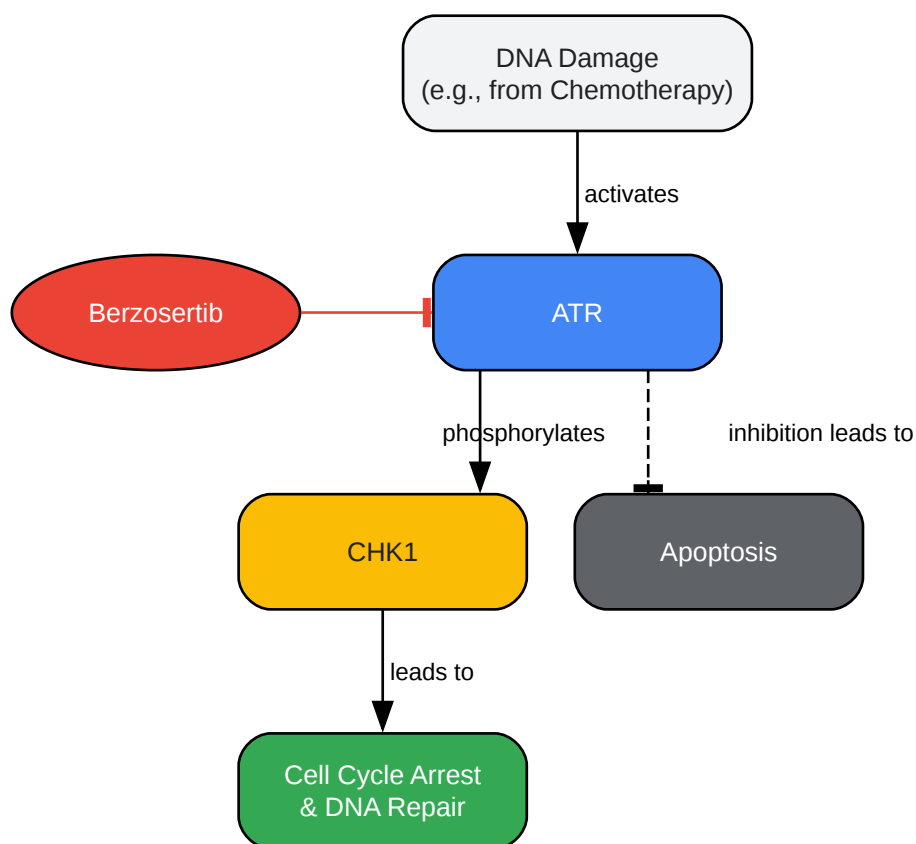 DNA Damage
(e.g., from Chemotherapy)
activates
Berzosertib
ATR
phosphorylates
inhibition leads to
CHK1
Apoptosis
leads to
Cell Cycle Arrest
& DNA Repair